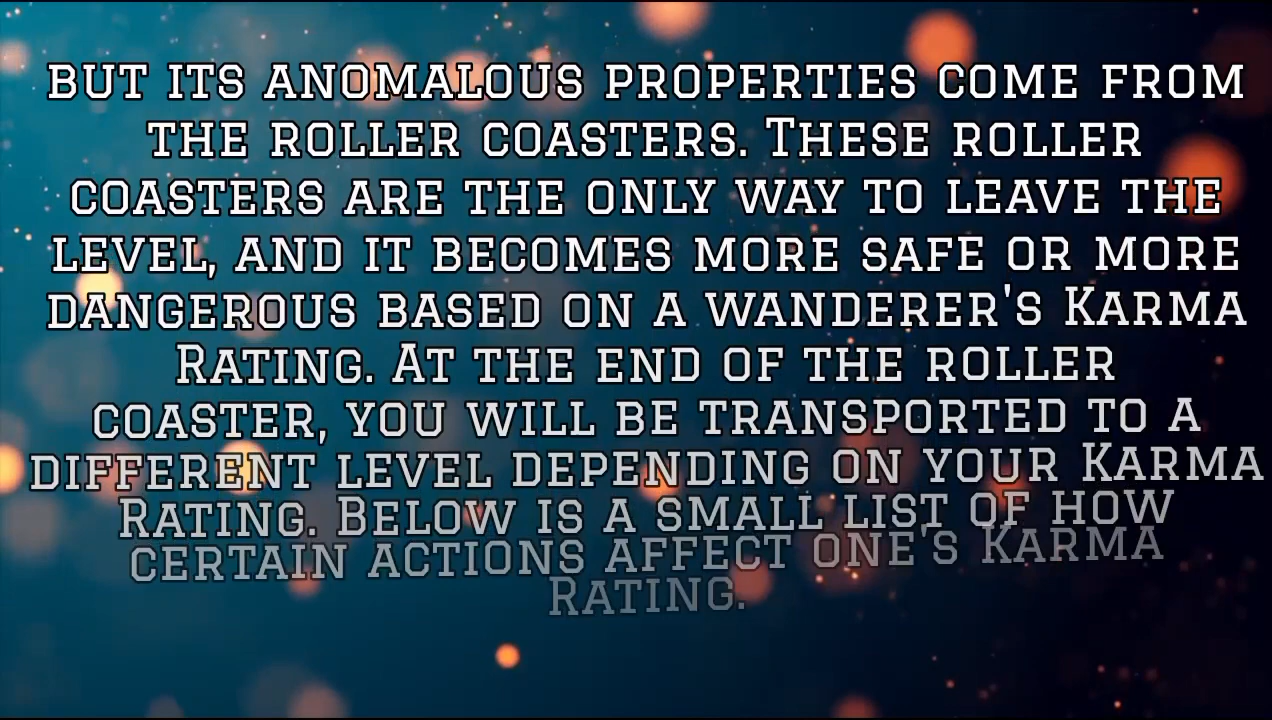 but its anomalous properties come from
the roller coasters. These roller
coasters are the only way to leave the
level, and it becomes more safe or more
dangerous based on a wanderer's Karma
Rating. At the end of the roller
coaster, you will be transported to a
different level depending on your Karma
Rating. Below is a small list of how
certain actions affect one's Karma
Rating.